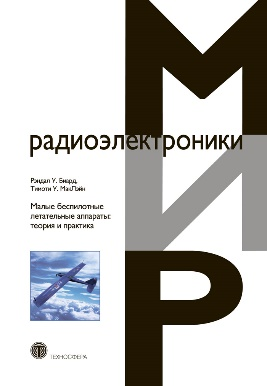 МИР
радиоэлектроники
Рэндал У. Биард,
Тимоти У. МакЛэйн
Малые беспилотные
летательные аппараты:
теория и практика
ТЕХНОСФЕРА